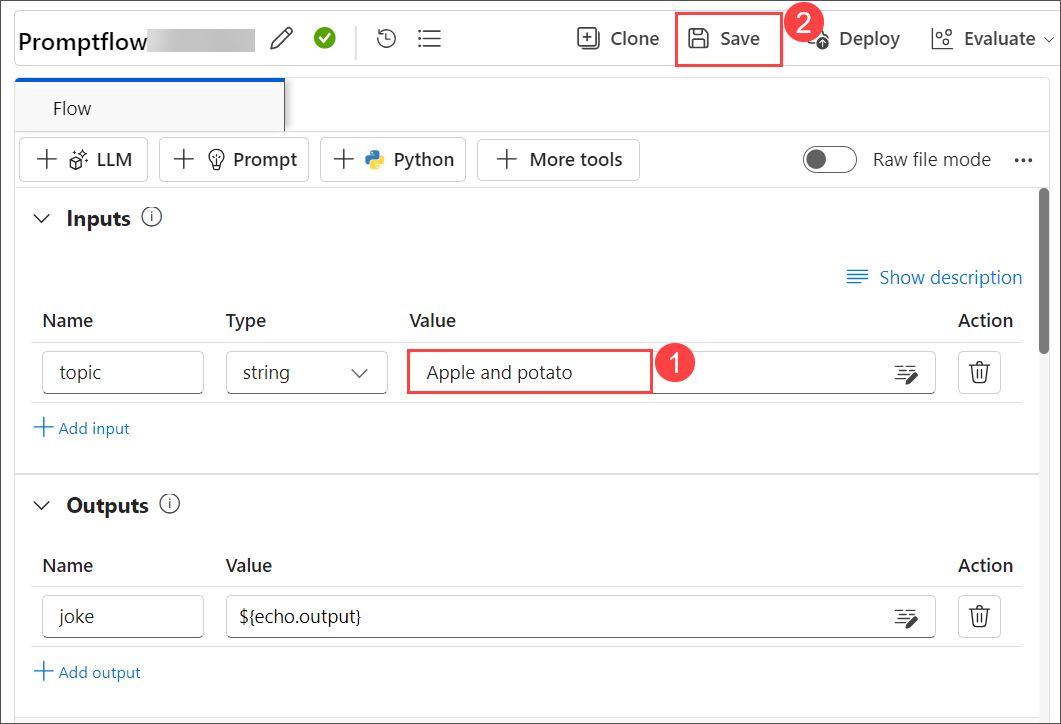 Promptflow
Clone
Save
2
Deploy
Evaluate
Flow
LLM
Prompt
Python
More tools
Raw file mode
Inputs
Show description
Name Type Value Action
topic string Apple and potato 1
Add input
Outputs
Name Value Action
joke ${echo.output}
Add output